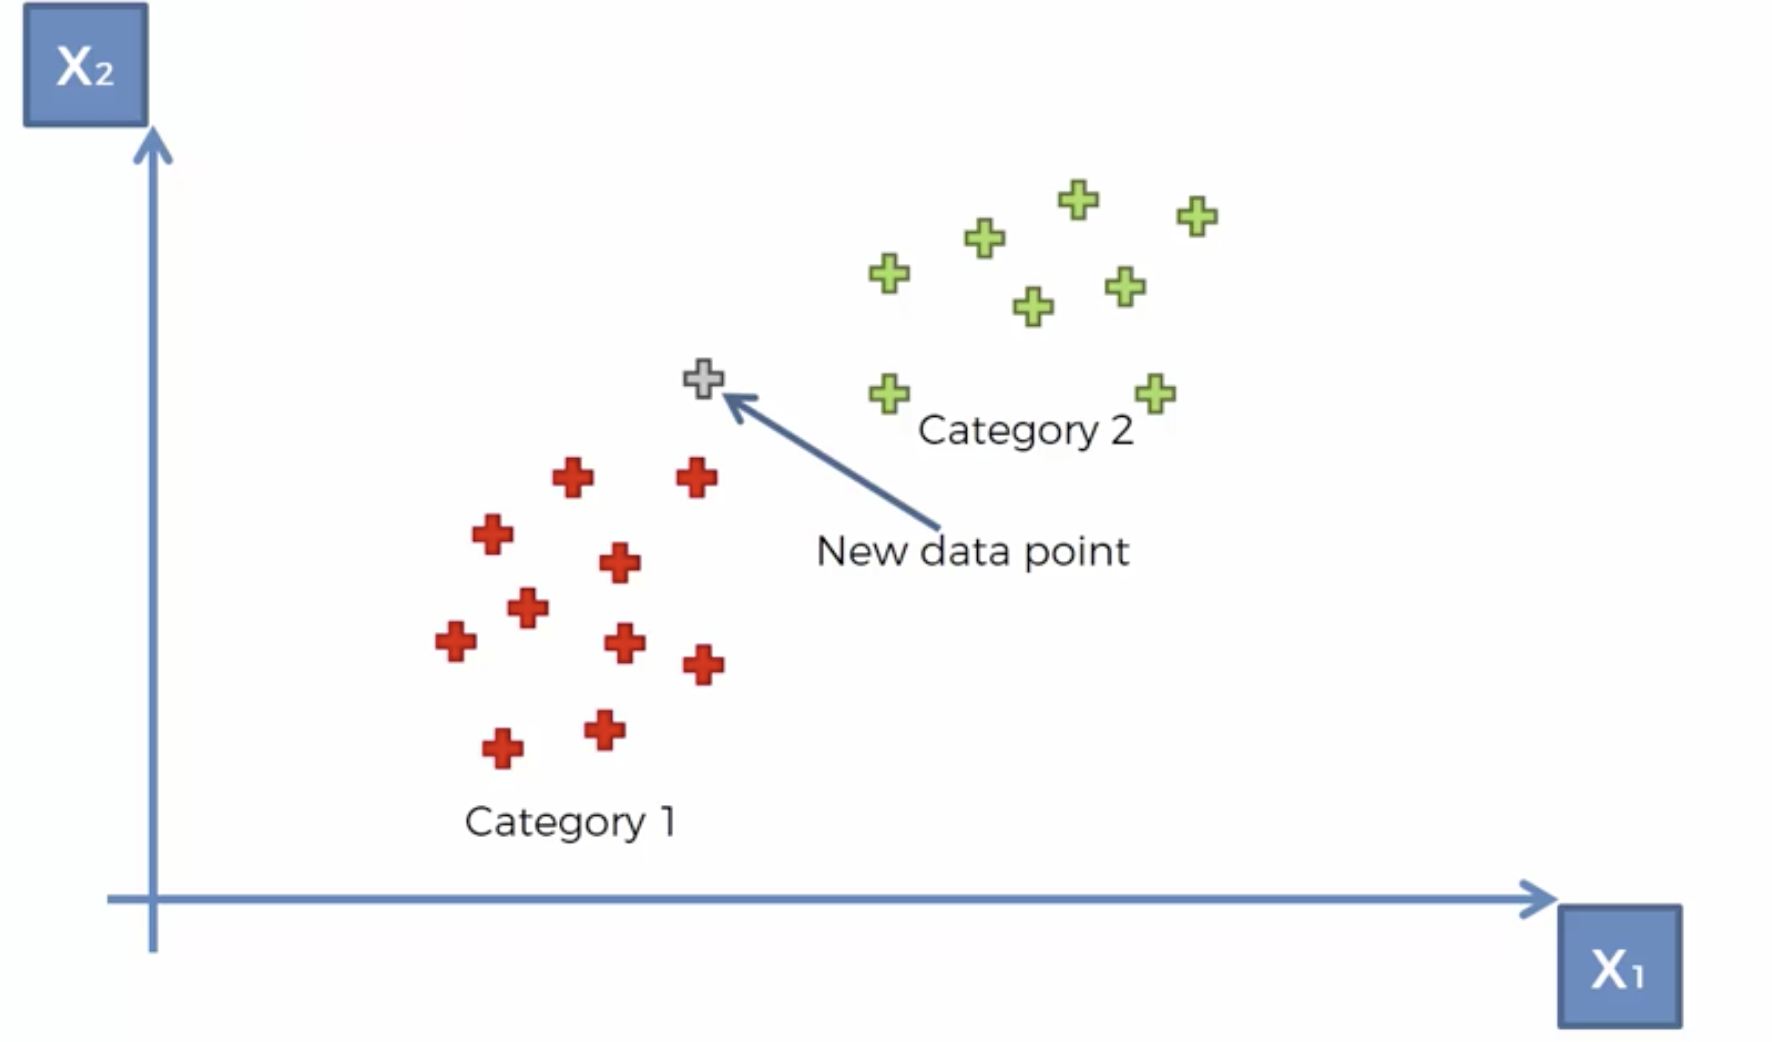 X2
Category 2
New data point
Category 1
X1